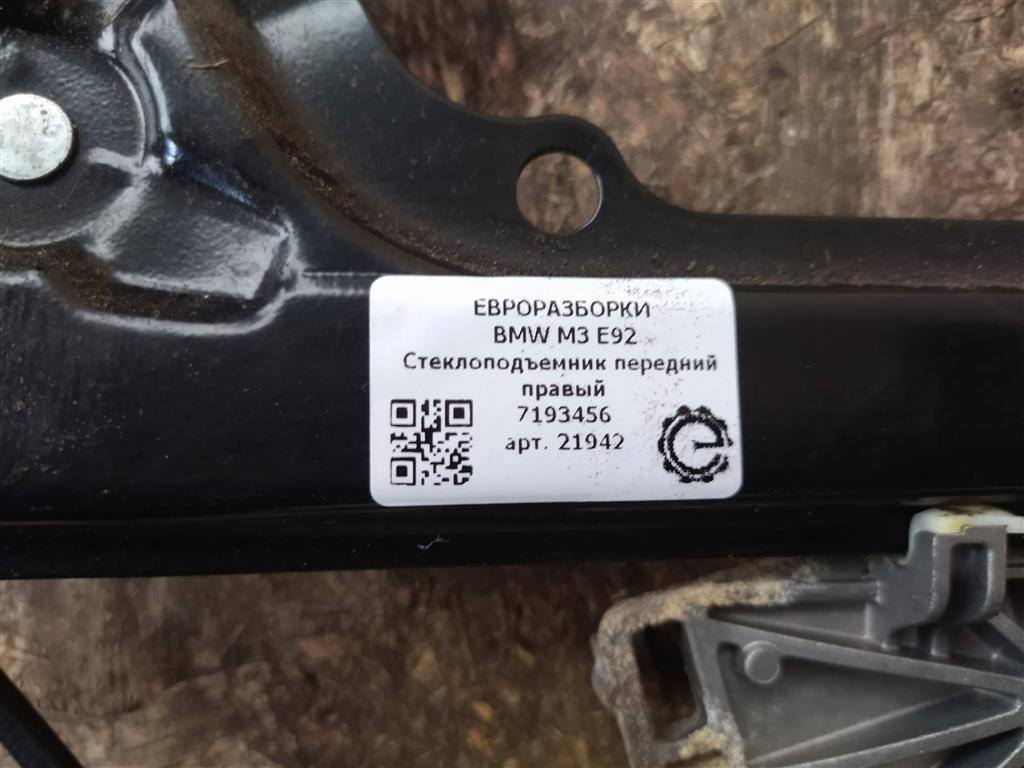 ЕВРОРАЗБОРКИ
BMW M3 E92
Стеклоподъемник передний
правый
7193456
арт. 21942